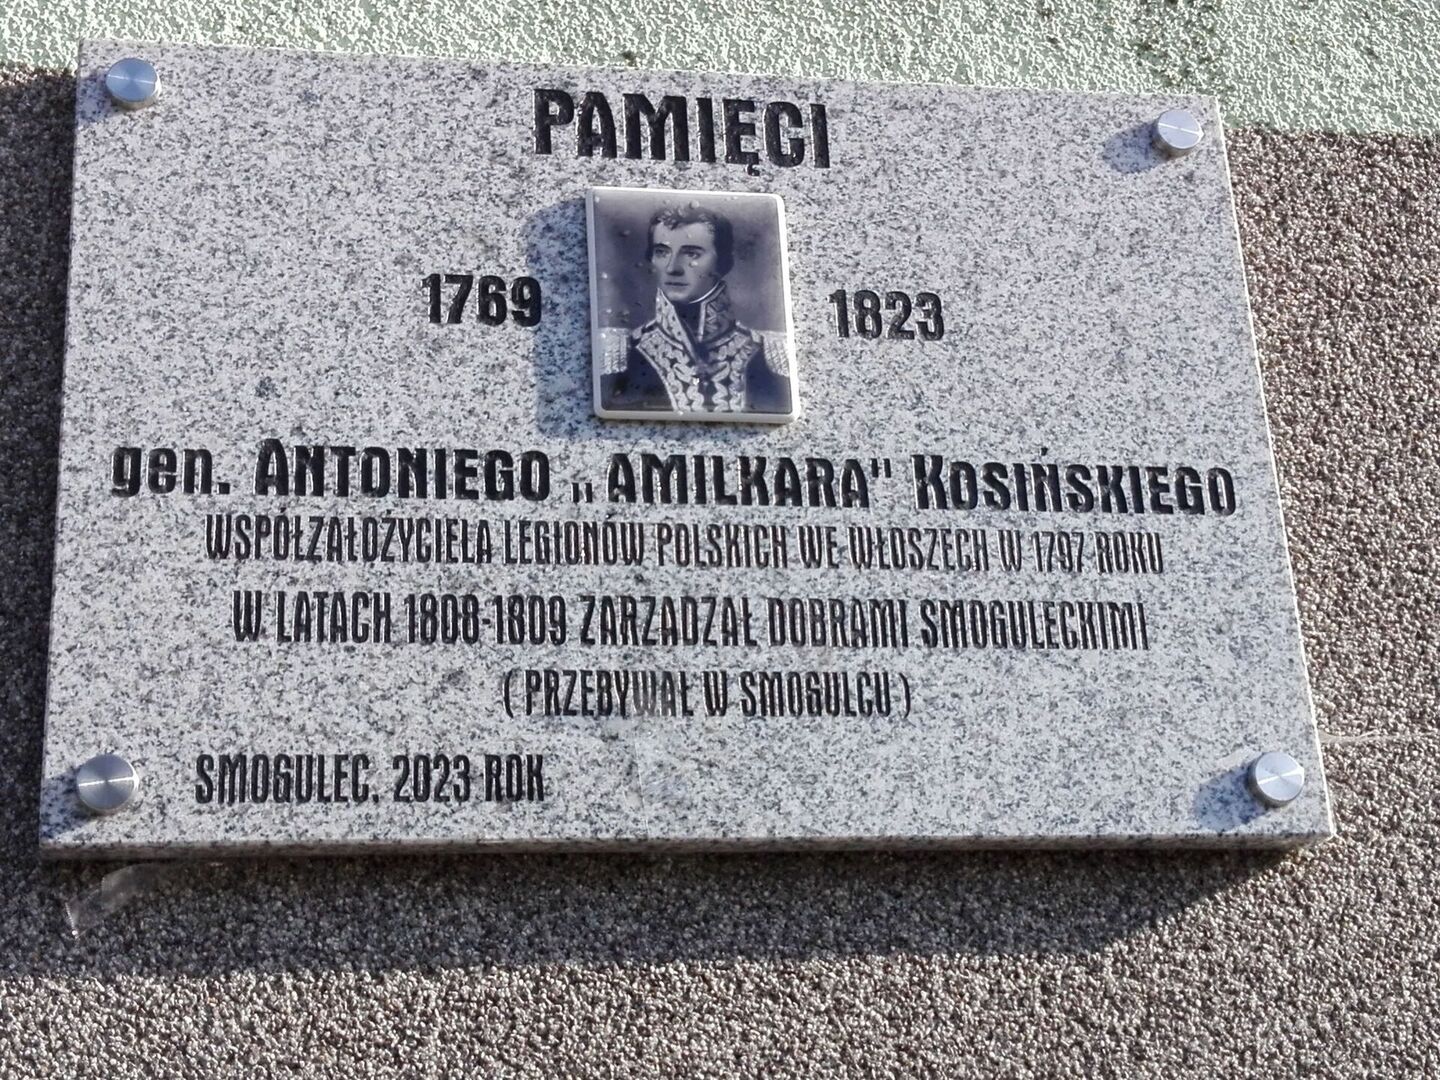 PAMIĘCI
1769 1823
gen. ANTONIEGO „AMILKARA" KOSIŃSKIEGO
WSPÓŁZAŁOŻYCIELA LEGIONÓW POLSKICH WE WŁOSZECH W 1797 ROKU
W LATACH 1808-1809 ZARZADZAŁ DOBRAMI SMOGULECKIMI
(PRZEBYWAŁ W SMOGULCU)
SMOGULEC. 2023 ROK